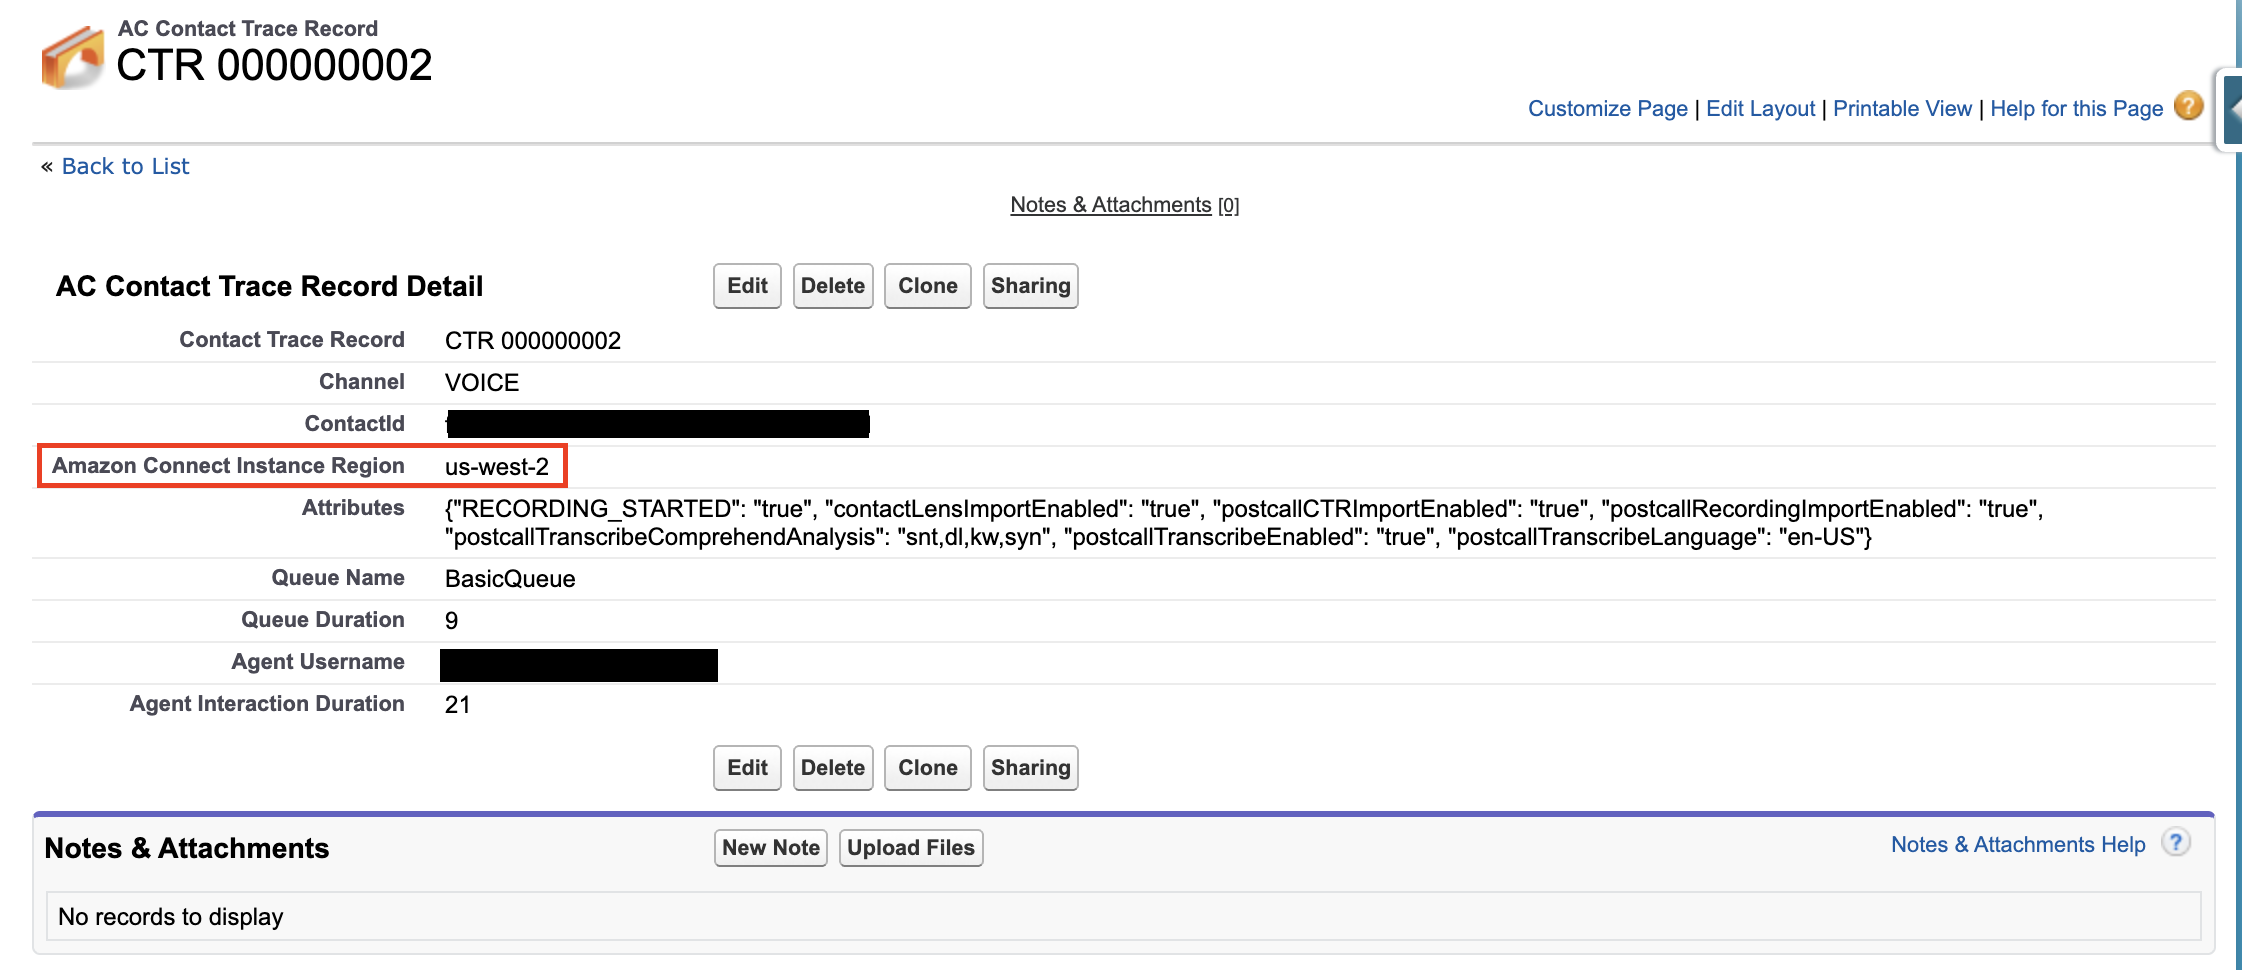 AC Contact Trace Record
CTR 000000002
Customize Page | Edit Layout | Printable View | Help for this Page ?
« Back to List
Notes & Attachments [0]
AC Contact Trace Record Detail Edit Delete Clone Sharing
Contact Trace Record CTR 000000002
Channel VOICE
ContactId
Amazon Connect Instance Region us-west-2
Attributes {"RECORDING_STARTED": "true", "contactLensImportEnabled": "true", "postcallCTRImportEnabled": "true", "postcallRecordingImportEnabled": "true",
"postcallTranscribeComprehendAnalysis": "snt,dl,kw,syn", "postcallTranscribeEnabled": "true", "postcallTranscribeLanguage": "en-US"}
Queue Name BasicQueue
Queue Duration 9
Agent Username
Agent Interaction Duration 21
Edit Delete Clone Sharing
Notes & Attachments New Note Upload Files Notes & Attachments Help ?
No records to display